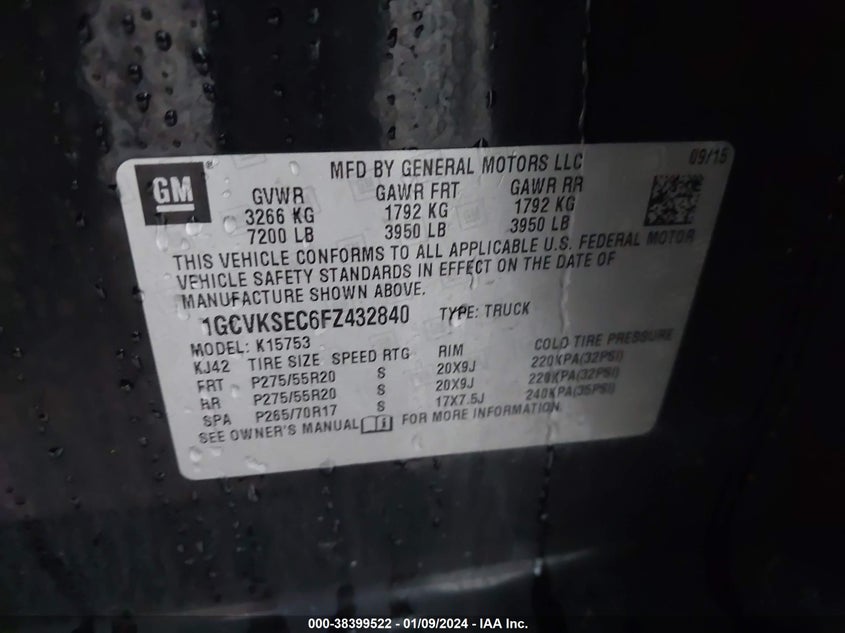 GM
MFD BY GENERAL MOTORS LLC 09/15
GVWR GAWR FRT GAWR RR
3266 KG 1792 KG 1792 KG
7200 LB 3950 LB 3950 LB
THIS VEHICLE CONFORMS TO ALL APPLICABLE U.S. FEDERAL MOTOR
VEHICLE SAFETY STANDARDS IN EFFECT ON THE DATE OF
MANUFACTURE SHOWN ABOVE.
1GCVKSEC6FZ432840 TYPE: TRUCK
MODEL: K15753
KJ42 TIRE SIZE SPEED RTG RIM COLD TIRE PRESSURE
FRT P275/55R20 S 20X9J 220KPA(32PSI)
RR P275/55R20 S 20X9J 220KPA(32PSI)
SPA P265/70R17 S 17X7.5J 240KPA(35PSI)
SEE OWNER'S MANUAL FOR MORE INFORMATION.
000-38399522 - 01/09/2024 - IAA Inc.